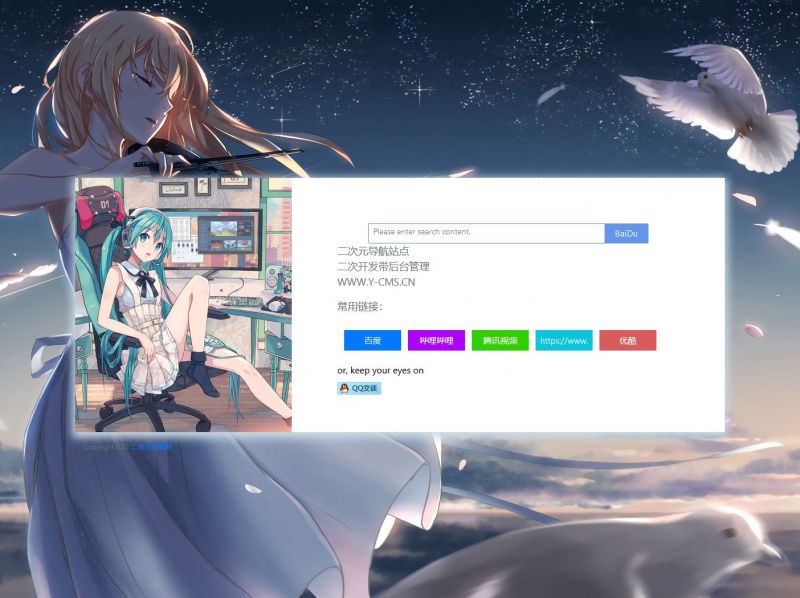 01
Please enter search content.
BaiDu
二次元导航站点
二次开发带后台管理
WWW.Y-CMS.CN
常用链接：
百度
哔哩哔哩
腾讯视频
https://www.
优酷
or, keep your eyes on
QQ交谈